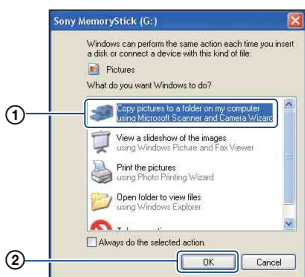 Sony MemoryStick (G:)
Windows can perform the same action each time you insert
a disk or connect a device with this kind of file:
Pictures
What do you want Windows to do?
① Copy pictures to a folder on my computer
using Microsoft Scanner and Camera Wizard
View a slideshow of the images
using Windows Picture and Fax Viewer
Print the pictures
using Photo Printing Wizard
Open folder to view files
using Windows Explorer
Always do the selected action.
② OK
Cancel